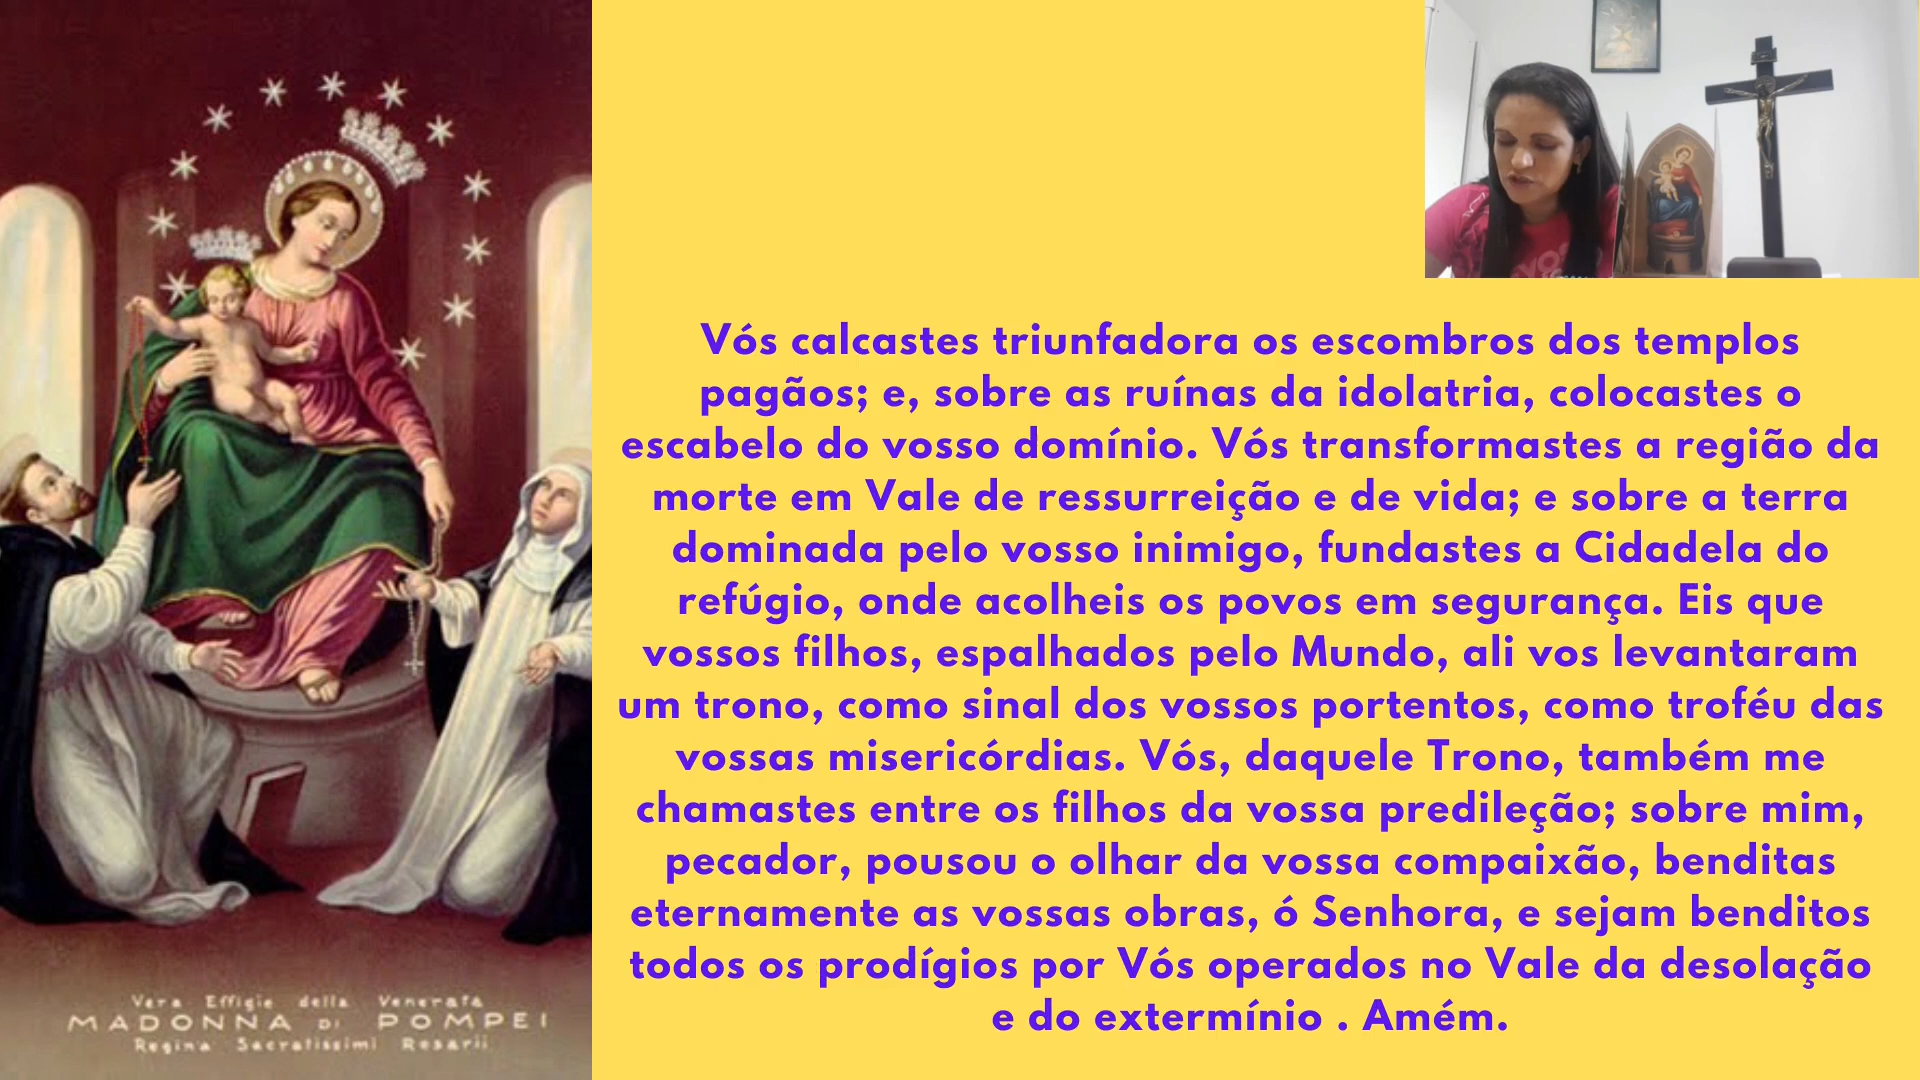 Vós calcastes triunfadora os escombros dos templos
pagãos; e, sobre as ruínas da idolatria, colocastes o
escabelo do vosso domínio. Vós transformastes a região da
morte em Vale de ressurreição e de vida; e sobre a terra
dominada pelo vosso inimigo, fundastes a Cidadela do
refúgio, onde acolheis os povos em segurança. Eis que
vossos filhos, espalhados pelo Mundo, ali vos levantaram
um trono, como sinal dos vossos portentos, como troféu das
vossas misericórdias. Vós, daquele Trono, também me
chamastes entre os filhos da vossa predileção; sobre mim,
pecador, pousou o olhar da vossa compaixão, benditas
eternamente as vossas obras, ó Senhora, e sejam benditos
todos os prodígios por Vós operados no Vale da desolação
e do extermínio . Amém.
Vera Effigie della Venerata
MADONNA DI POMPEI
Regina Sacratissimi Rosarii